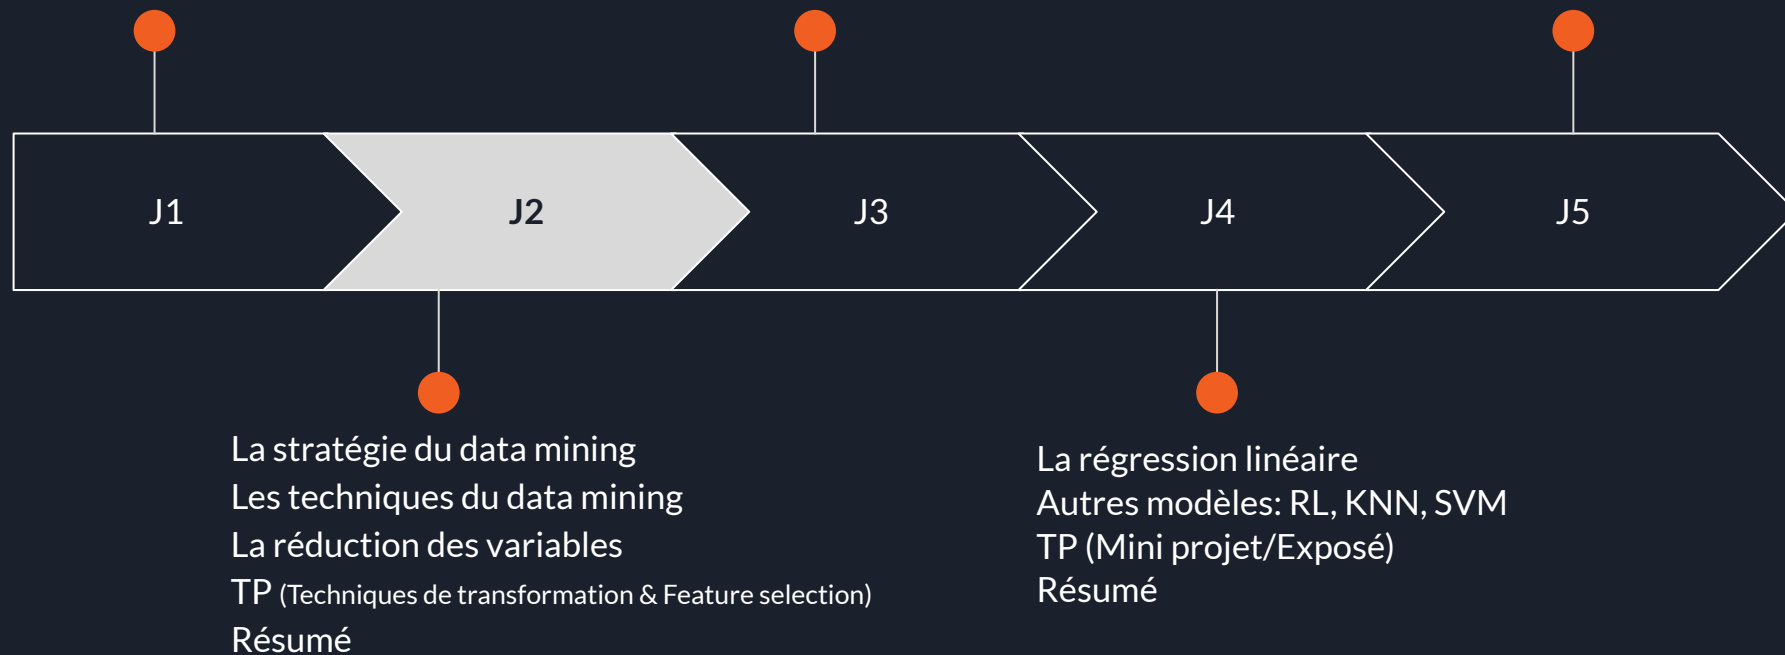 J1
J2
J3
J4
J5
La stratégie du data mining
Les techniques du data mining
La réduction des variables
TP (Techniques de transformation & Feature selection)
Résumé
La régression linéaire
Autres modèles: RL, KNN, SVM
TP (Mini projet/Exposé)
Résumé